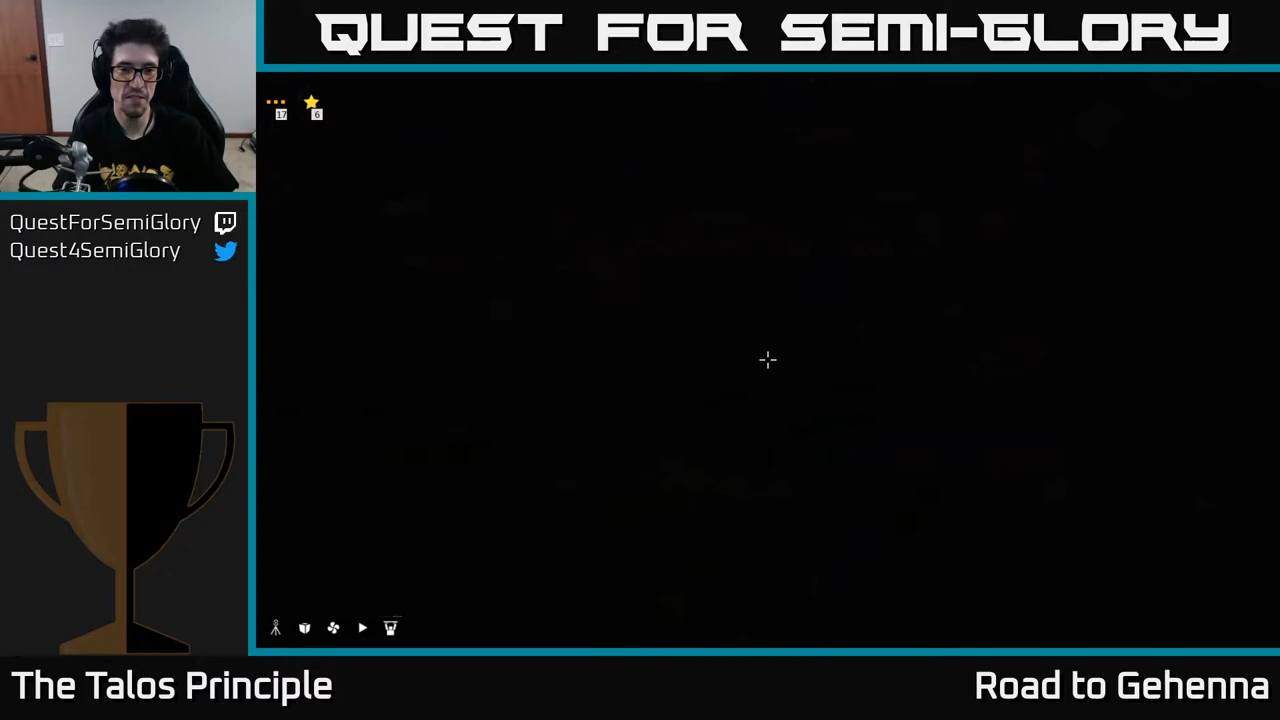 QUEST FOR SEMI-GLORY
17 6
QuestForSemiGlory
Quest4SemiGlory
The Talos Principle
Road to Gehenna